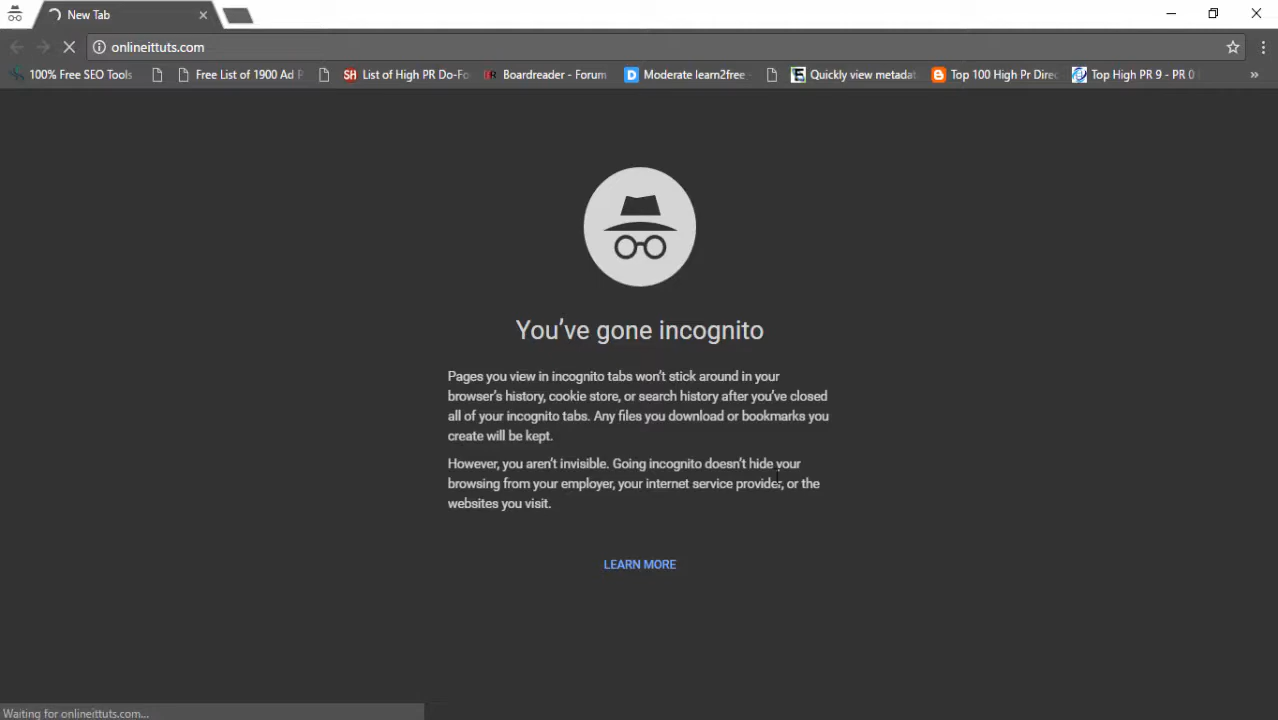 New Tab
onlineittuts.com
100% Free SEO Tools
Free List of 1900 Ad P
SH List of High PR Do-Fo
R Boardreader - Forum
D Moderate learn2free
Quickly view metadat
Top 100 High Pr Direc
Top High PR 9 - PR 0
You've gone incognito
Pages you view in incognito tabs won't stick around in your
browser's history, cookie store, or search history after you've closed
all of your incognito tabs. Any files you download or bookmarks you
create will be kept.
However, you aren't invisible. Going incognito doesn't hide your
browsing from your employer, your internet service provider, or the
websites you visit.
LEARN MORE
Waiting for onlineittuts.com...